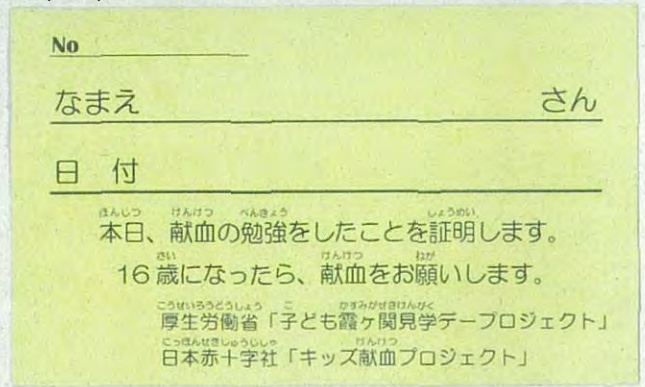 No
なまえ さん
日 付
本日、献血の勉強をしたことを証明します。
16歳になったら、献血をお願いします。
厚生労働省「子ども霞ヶ関見学デープロジェクト」
日本赤十字社「キッズ献血プロジェクト」